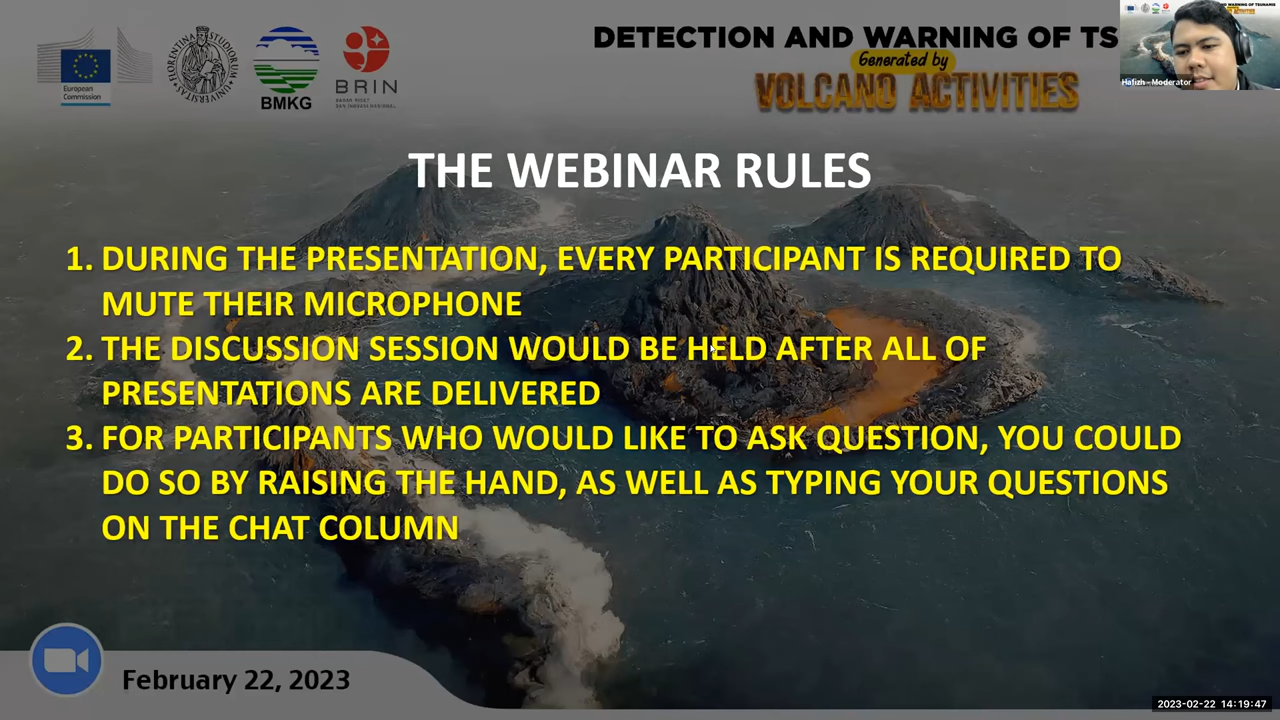 European
Commission
FLORENTINA STUDIORUM
BMKG
BRIN
DETECTION AND WARNING OF TS
Generated by
VOLCANO ACTIVITIES
Hafizh - Moderator
THE WEBINAR RULES
1. DURING THE PRESENTATION, EVERY PARTICIPANT IS REQUIRED TO
MUTE THEIR MICROPHONE
2. THE DISCUSSION SESSION WOULD BE HELD AFTER ALL OF
PRESENTATIONS ARE DELIVERED
3. FOR PARTICIPANTS WHO WOULD LIKE TO ASK QUESTION, YOU COULD
DO SO BY RAISING THE HAND, AS WELL AS TYPING YOUR QUESTIONS
ON THE CHAT COLUMN
February 22, 2023
2023-02-22 14:19:47